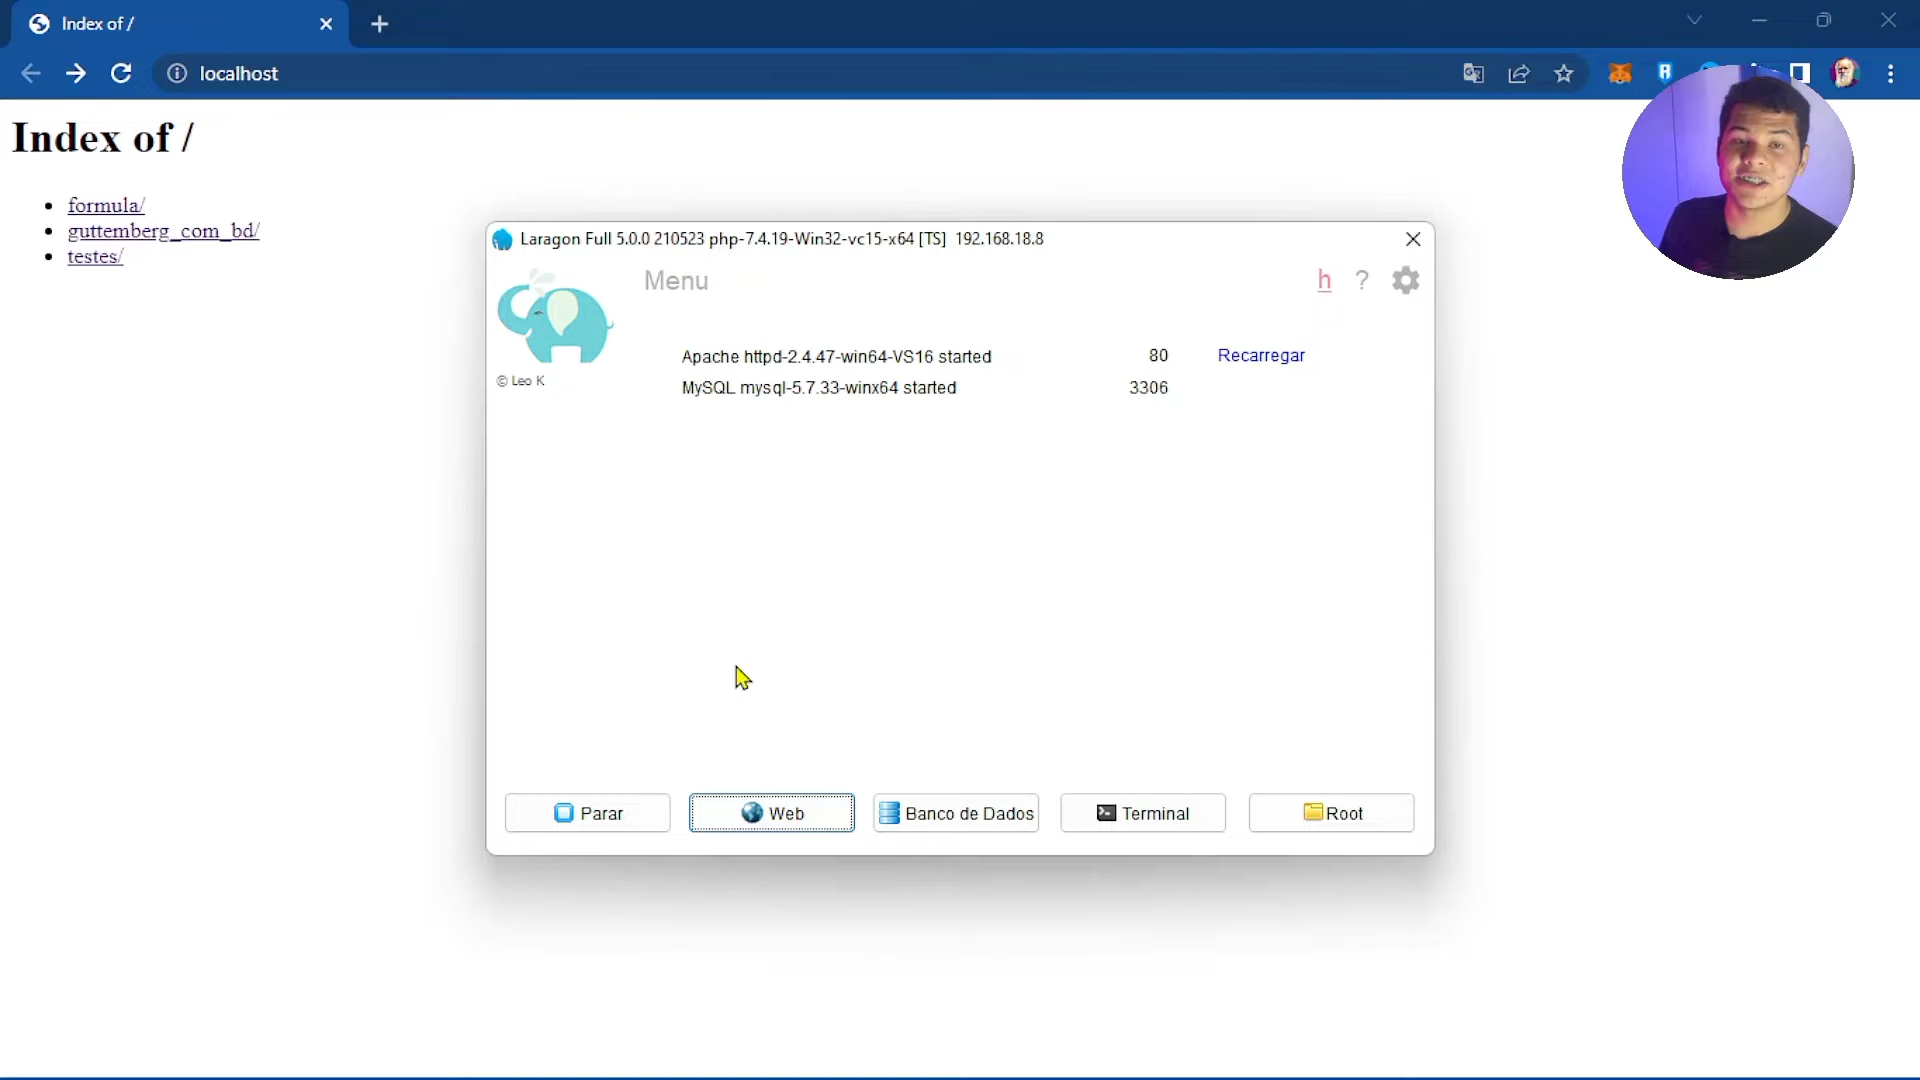 Index of /
localhost
Index of /
formula/
guttemberg_com_bd/
testes/
Laragon Full 5.0.0 210523 php-7.4.19-Win32-vc15-x64 [TS] 192.168.18.8
Menu
h ?
© Leo K
Apache httpd-2.4.47-win64-VS16 started 80 Recarregar
MySQL mysql-5.7.33-winx64 started 3306
Parar Web Banco de Dados Terminal Root